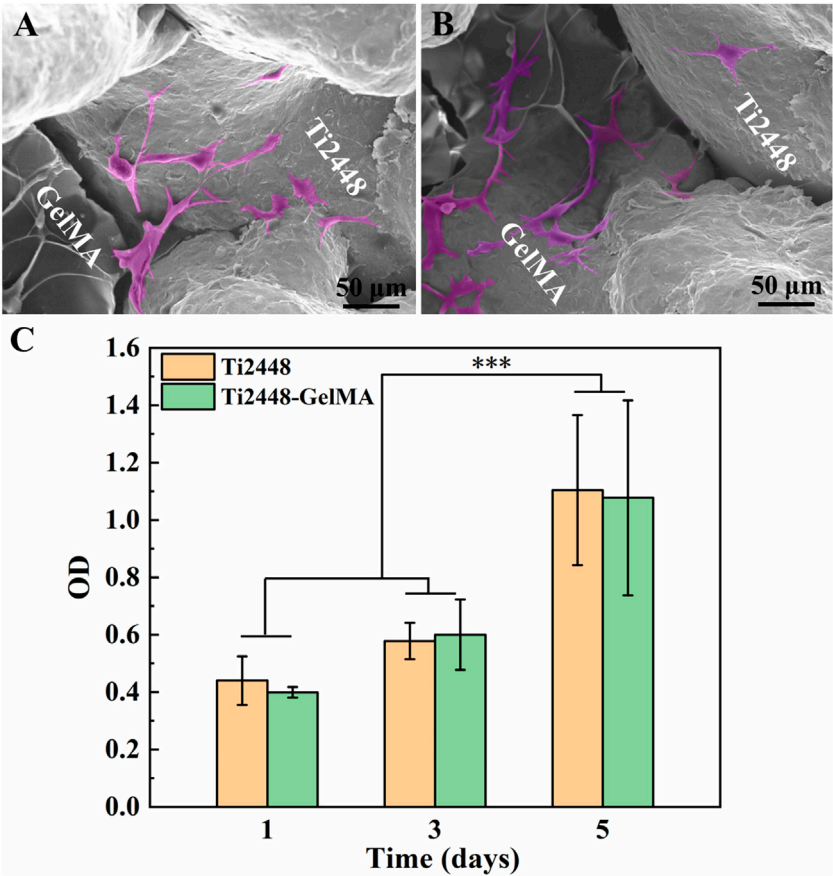 A
Ti2448
GelMA
50 μm
B
Ti2448
GelMA
50 μm
C
Ti2448
Ti2448-GelMA
***
OD
1.6
1.4
1.2
1.0
0.8
0.6
0.4
0.2
0.0
1 3 5
Time (days)